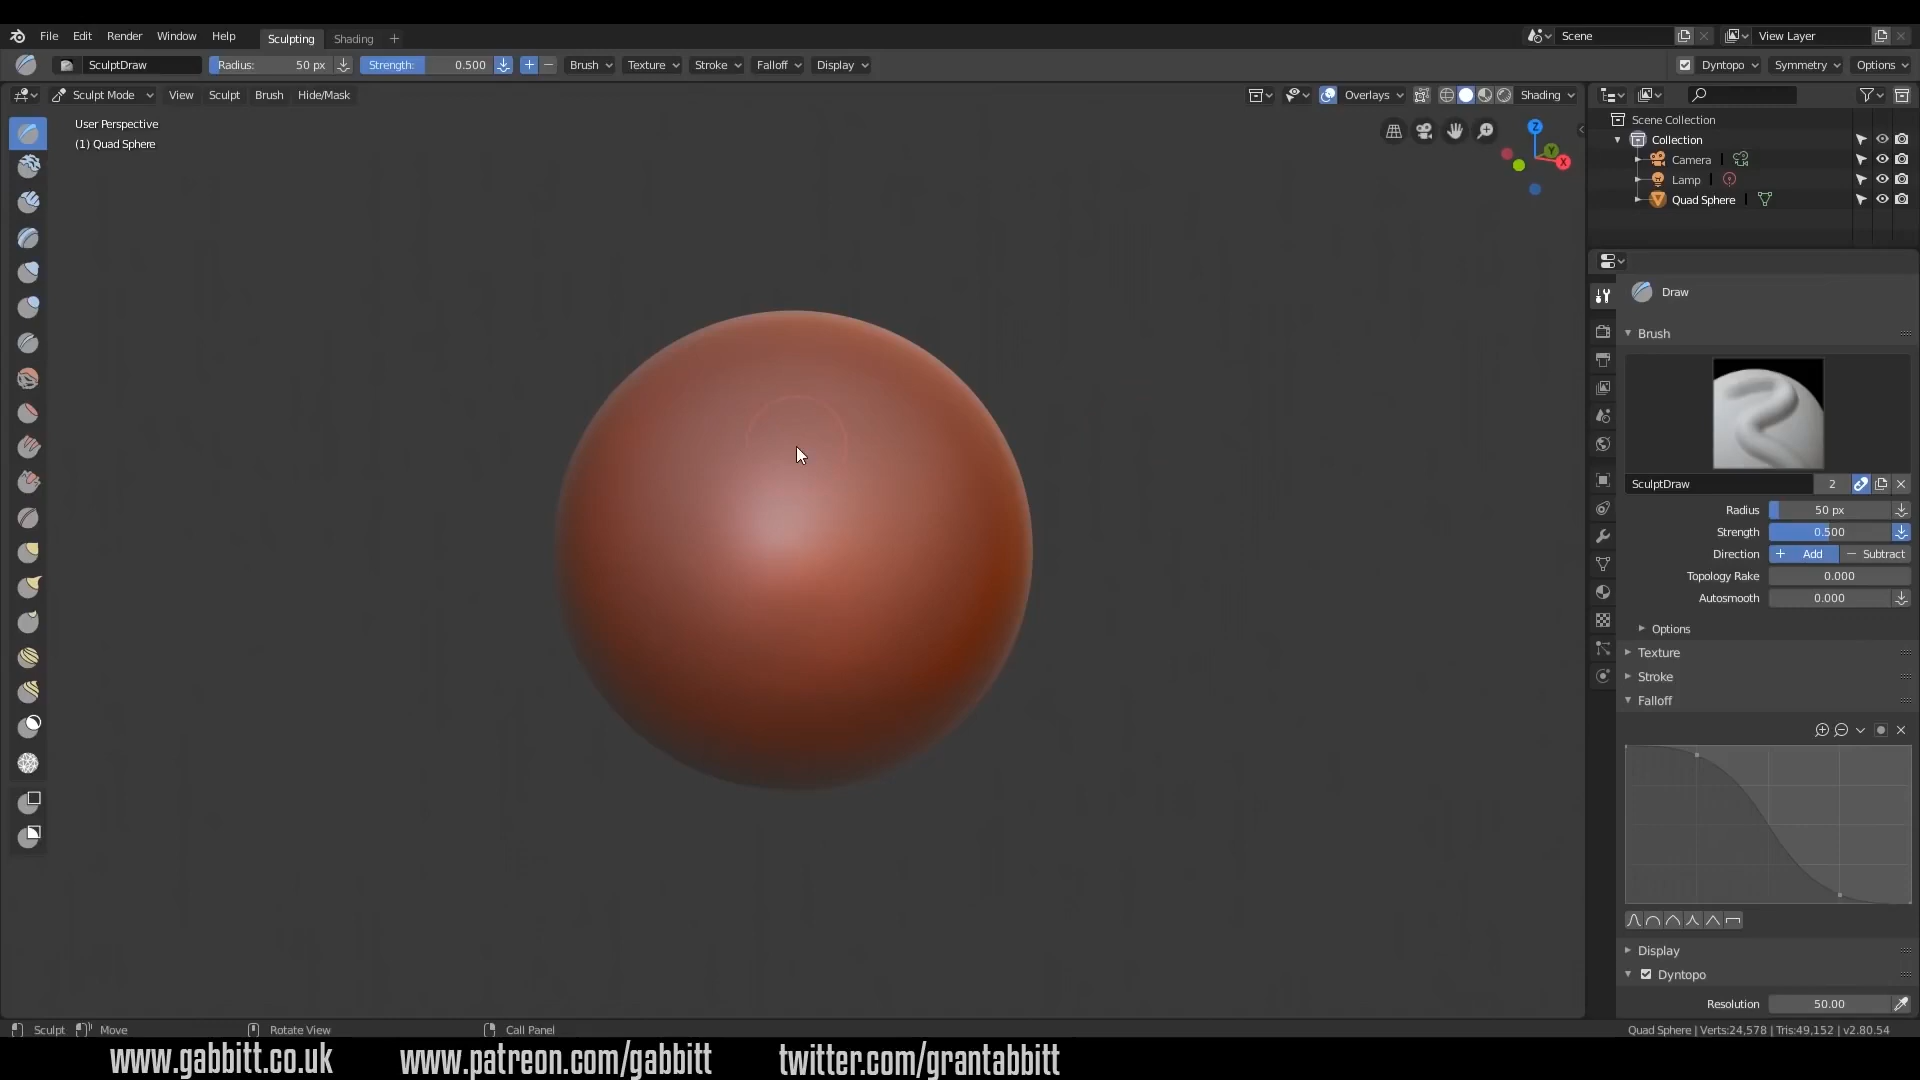 File Edit Render Window Help Sculpting Shading + Scene View Layer
SculptDraw Radius: 50 px Strength: 0.500 + − Brush Texture Stroke Falloff Display Dyntopo Symmetry Options
Sculpt Mode View Sculpt Brush Hide/Mask Overlays Shading
User Perspective
(1) Quad Sphere
Z
Y
X
Scene Collection
Collection
Camera
Lamp
Quad Sphere
Draw
Brush
SculptDraw 2
Radius 50 px
Strength 0.500
Direction + Add − Subtract
Topology Rake 0.000
Autosmooth 0.000
Options
Texture
Stroke
Falloff
Display
Dyntopo
Resolution 50.00
Sculpt Move Rotate View Call Panel Quad Sphere | Verts:24,578 | Tris:49,152 | v2.80.54
www.gabbitt.co.uk www.patreon.com/gabbitt twitter.com/grantabbitt